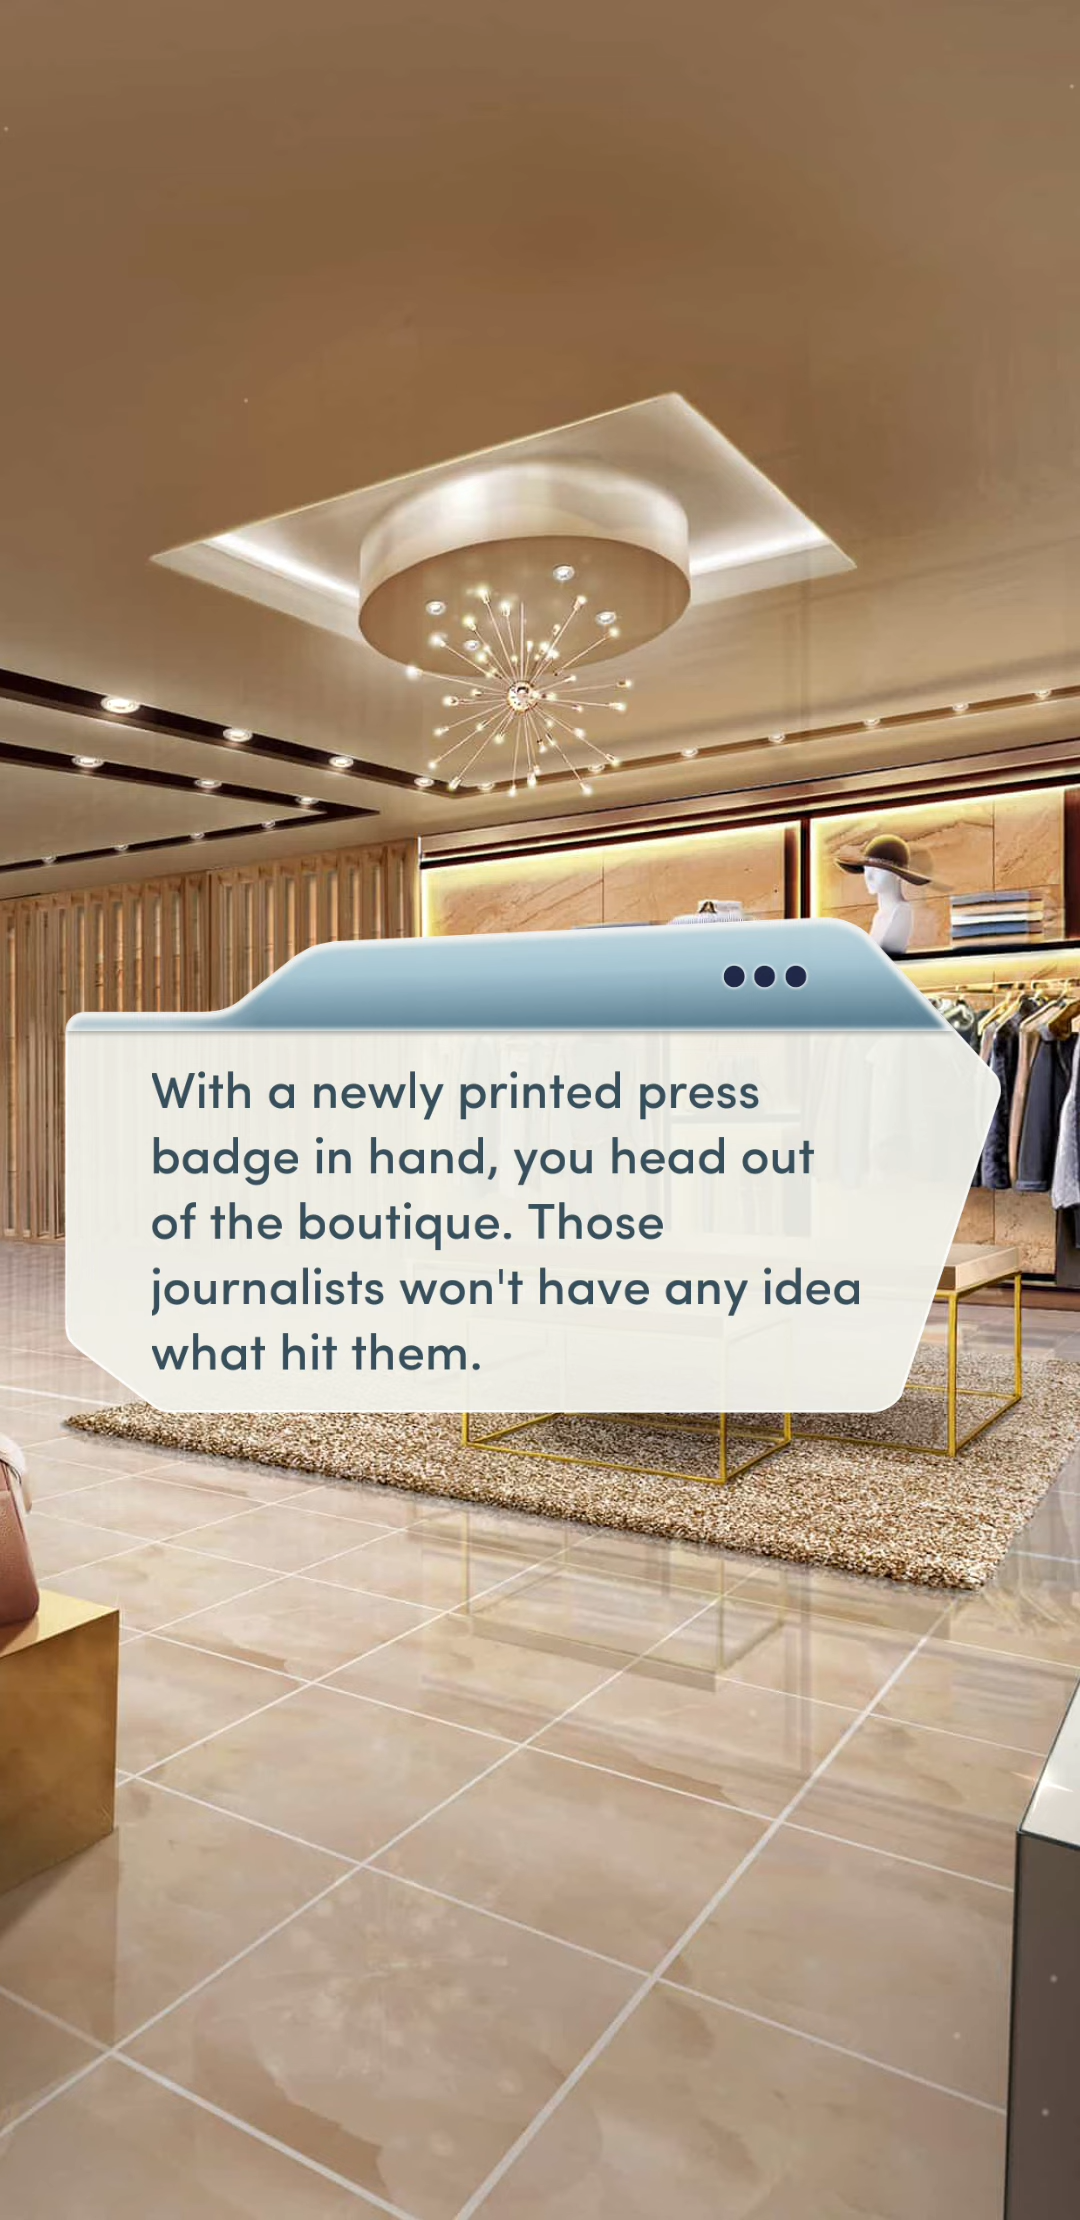 With a newly printed press
badge in hand, you head out
of the boutique. Those
journalists won't have any idea
what hit them.